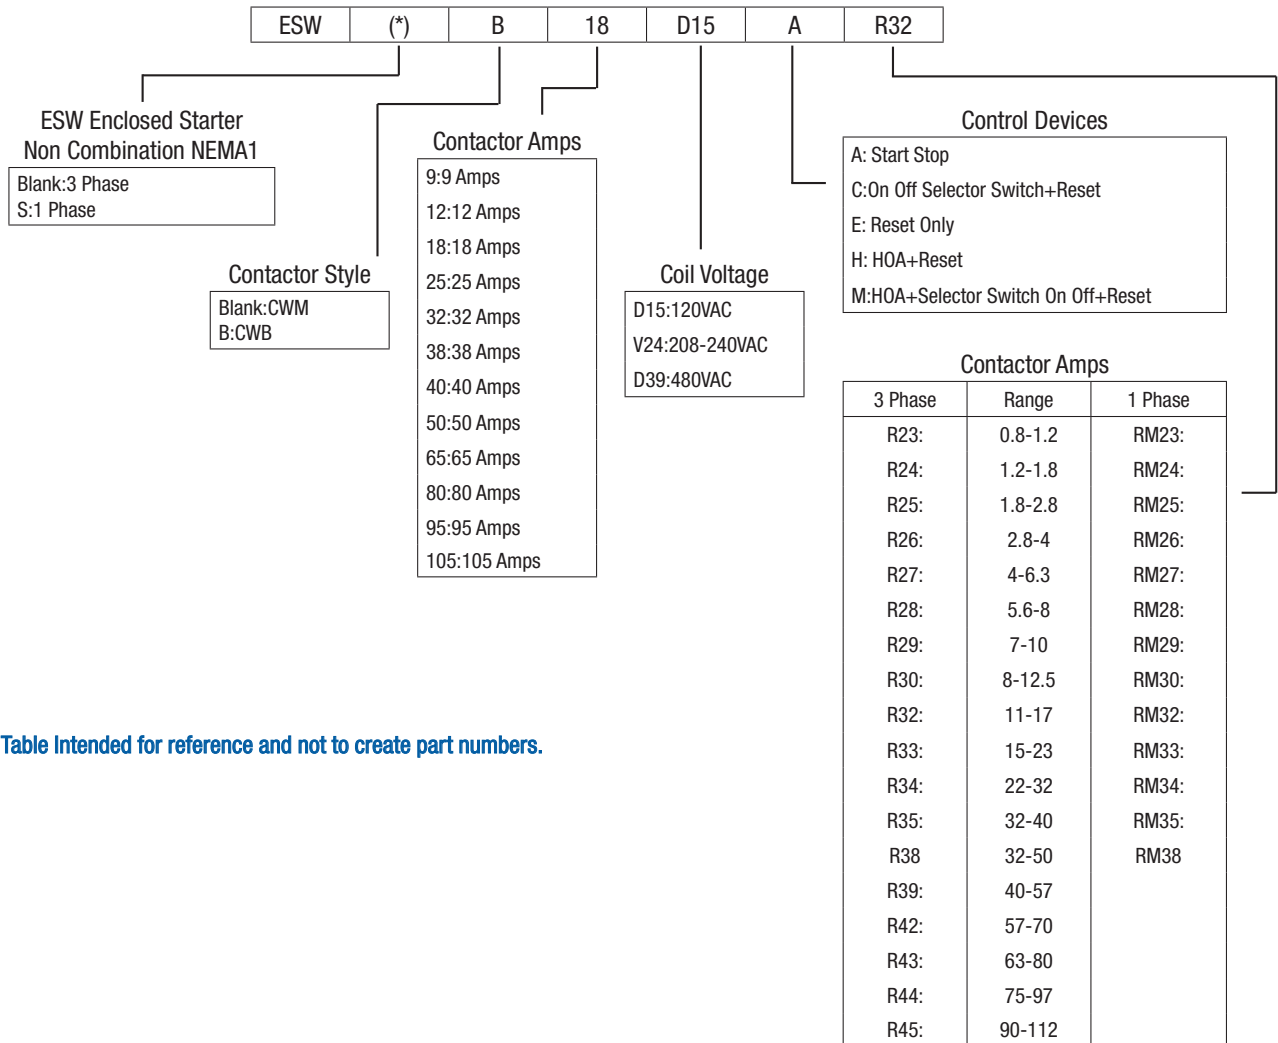 ESW (*) B 18 D15 A R32
ESW Enclosed Starter
Non Combination NEMA1
Blank:3 Phase
S:1 Phase
Contactor Style
Blank:CWM
B:CWB
Contactor Amps
9:9 Amps
12:12 Amps
18:18 Amps
25:25 Amps
32:32 Amps
38:38 Amps
40:40 Amps
50:50 Amps
65:65 Amps
80:80 Amps
95:95 Amps
105:105 Amps
Coil Voltage
D15:120VAC
V24:208-240VAC
D39:480VAC
Control Devices
A: Start Stop
C:On Off Selector Switch+Reset
E: Reset Only
H: HOA+Reset
M:HOA+Selector Switch On Off+Reset
Contactor Amps
3 Phase Range 1 Phase
R23: 0.8-1.2 RM23:
R24: 1.2-1.8 RM24:
R25: 1.8-2.8 RM25:
R26: 2.8-4 RM26:
R27: 4-6.3 RM27:
R28: 5.6-8 RM28:
R29: 7-10 RM29:
R30: 8-12.5 RM30:
R32: 11-17 RM32:
R33: 15-23 RM33:
R34: 22-32 RM34:
R35: 32-40 RM35:
R38 32-50 RM38
R39: 40-57
R42: 57-70
R43: 63-80
R44: 75-97
R45: 90-112
Table Intended for reference and not to create part numbers.